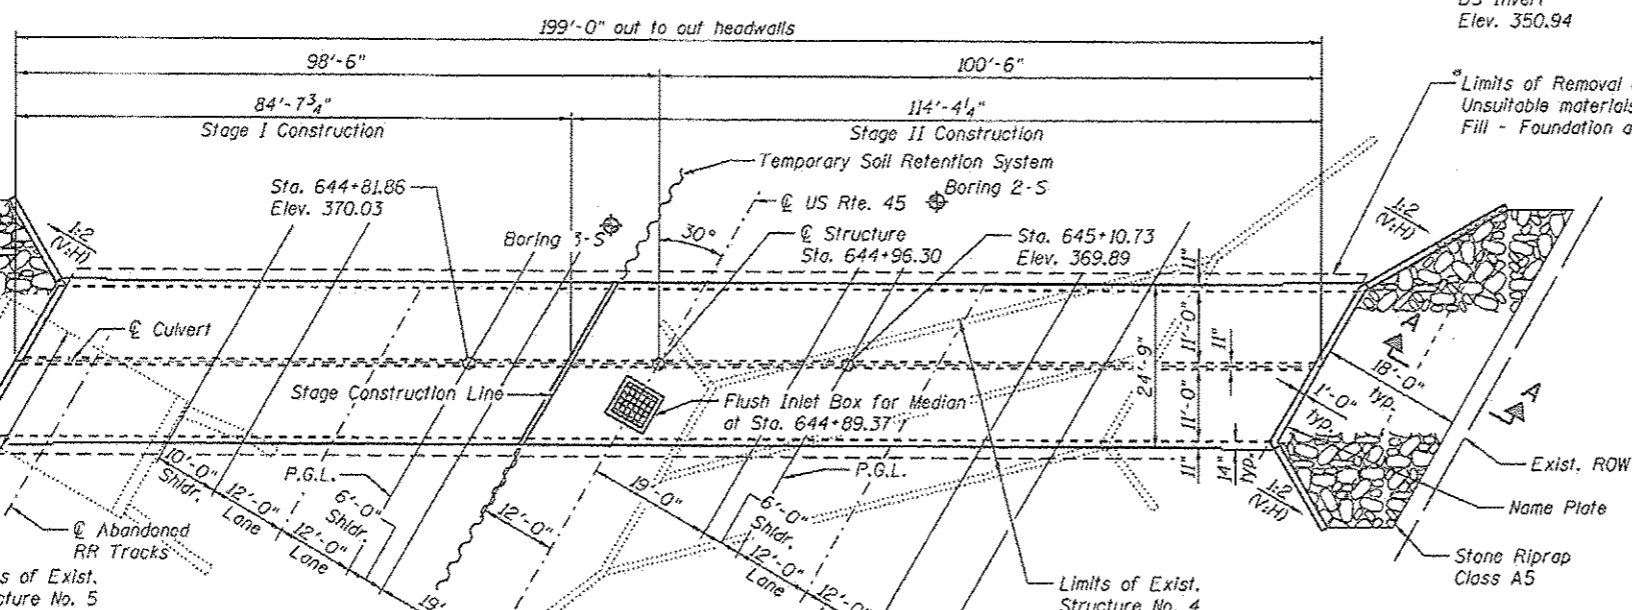 Elev. 350.94
199'-0" out to out headwalls
98'-6"
100'-6"
84'-7 3/4"
Stage I Construction
114'-4 1/4"
Stage II Construction
*Limits of Removal
Unsuitable materials
Fill - Foundation
Temporary Soil Retention System
Sta. 644+81.86
Elev. 370.03
℄ US Rte. 45
Boring 2-S
1:2
(V:H)
Boring
30°
℄ Structure
Sta. 644+96.30
Sta. 645+10.73
Elev. 369.89
1:2
(V:H)
11"
℄ Culvert
11'-0"
11"
24'-9"
A
18'-0"
typ.
Stage Construction Line
Flush Inlet Box for Median
at Sta. 644+89.37
11'-0"
1'-0"
typ.
A
10'-0"
Shldr.
12'-0"
Lane
12'-0"
Lane
P.G.L.
6'-0"
Shldr.
12'-0"
19'-0"
P.G.L.
6'-0"
Shldr.
12'-0"
Lane
12'-0"
11"
14"
typ.
1:2
(V:H)
Exist. ROW
Name Plate
℄ Abandoned
RR Tracks
Stone Riprap
Class A5
of Exist.
Structure No. 5
19'
Limits of Exist.
Structure No. 4